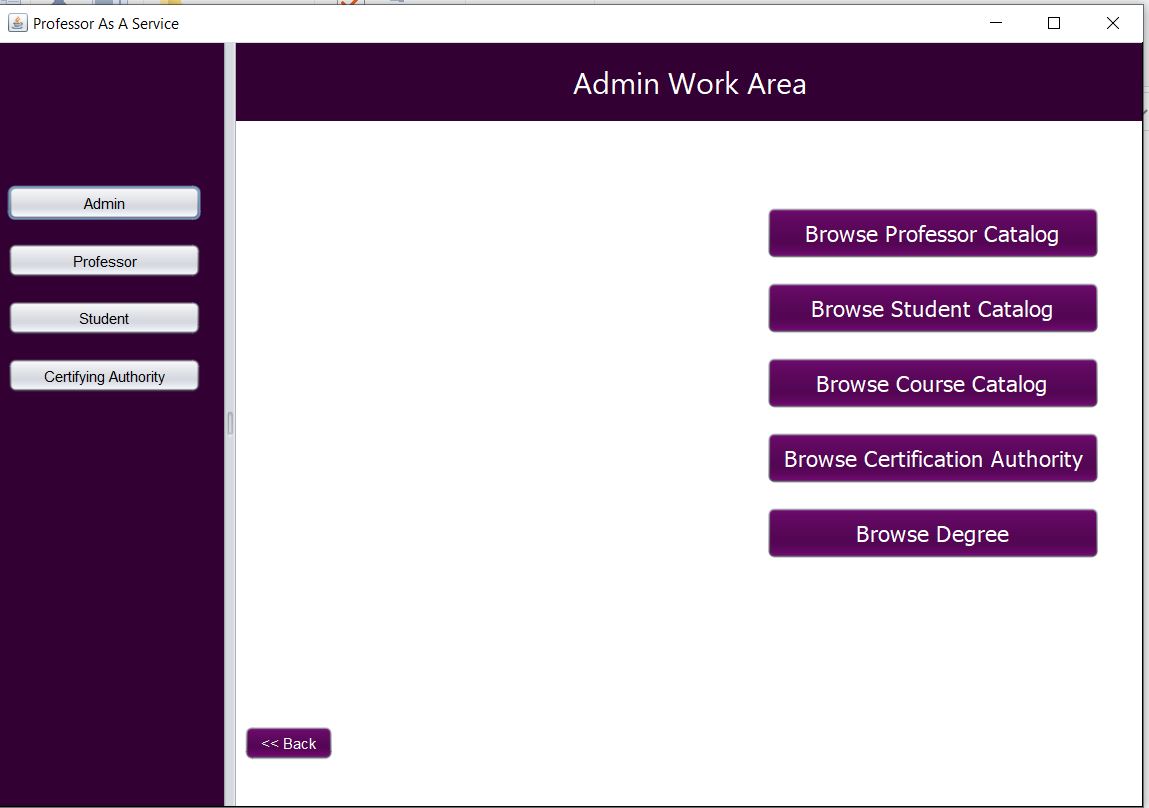 Professor As A Service
Admin Work Area
Admin
Professor
Student
Certifying Authority
Browse Professor Catalog
Browse Student Catalog
Browse Course Catalog
Browse Certification Authority
Browse Degree
<< Back